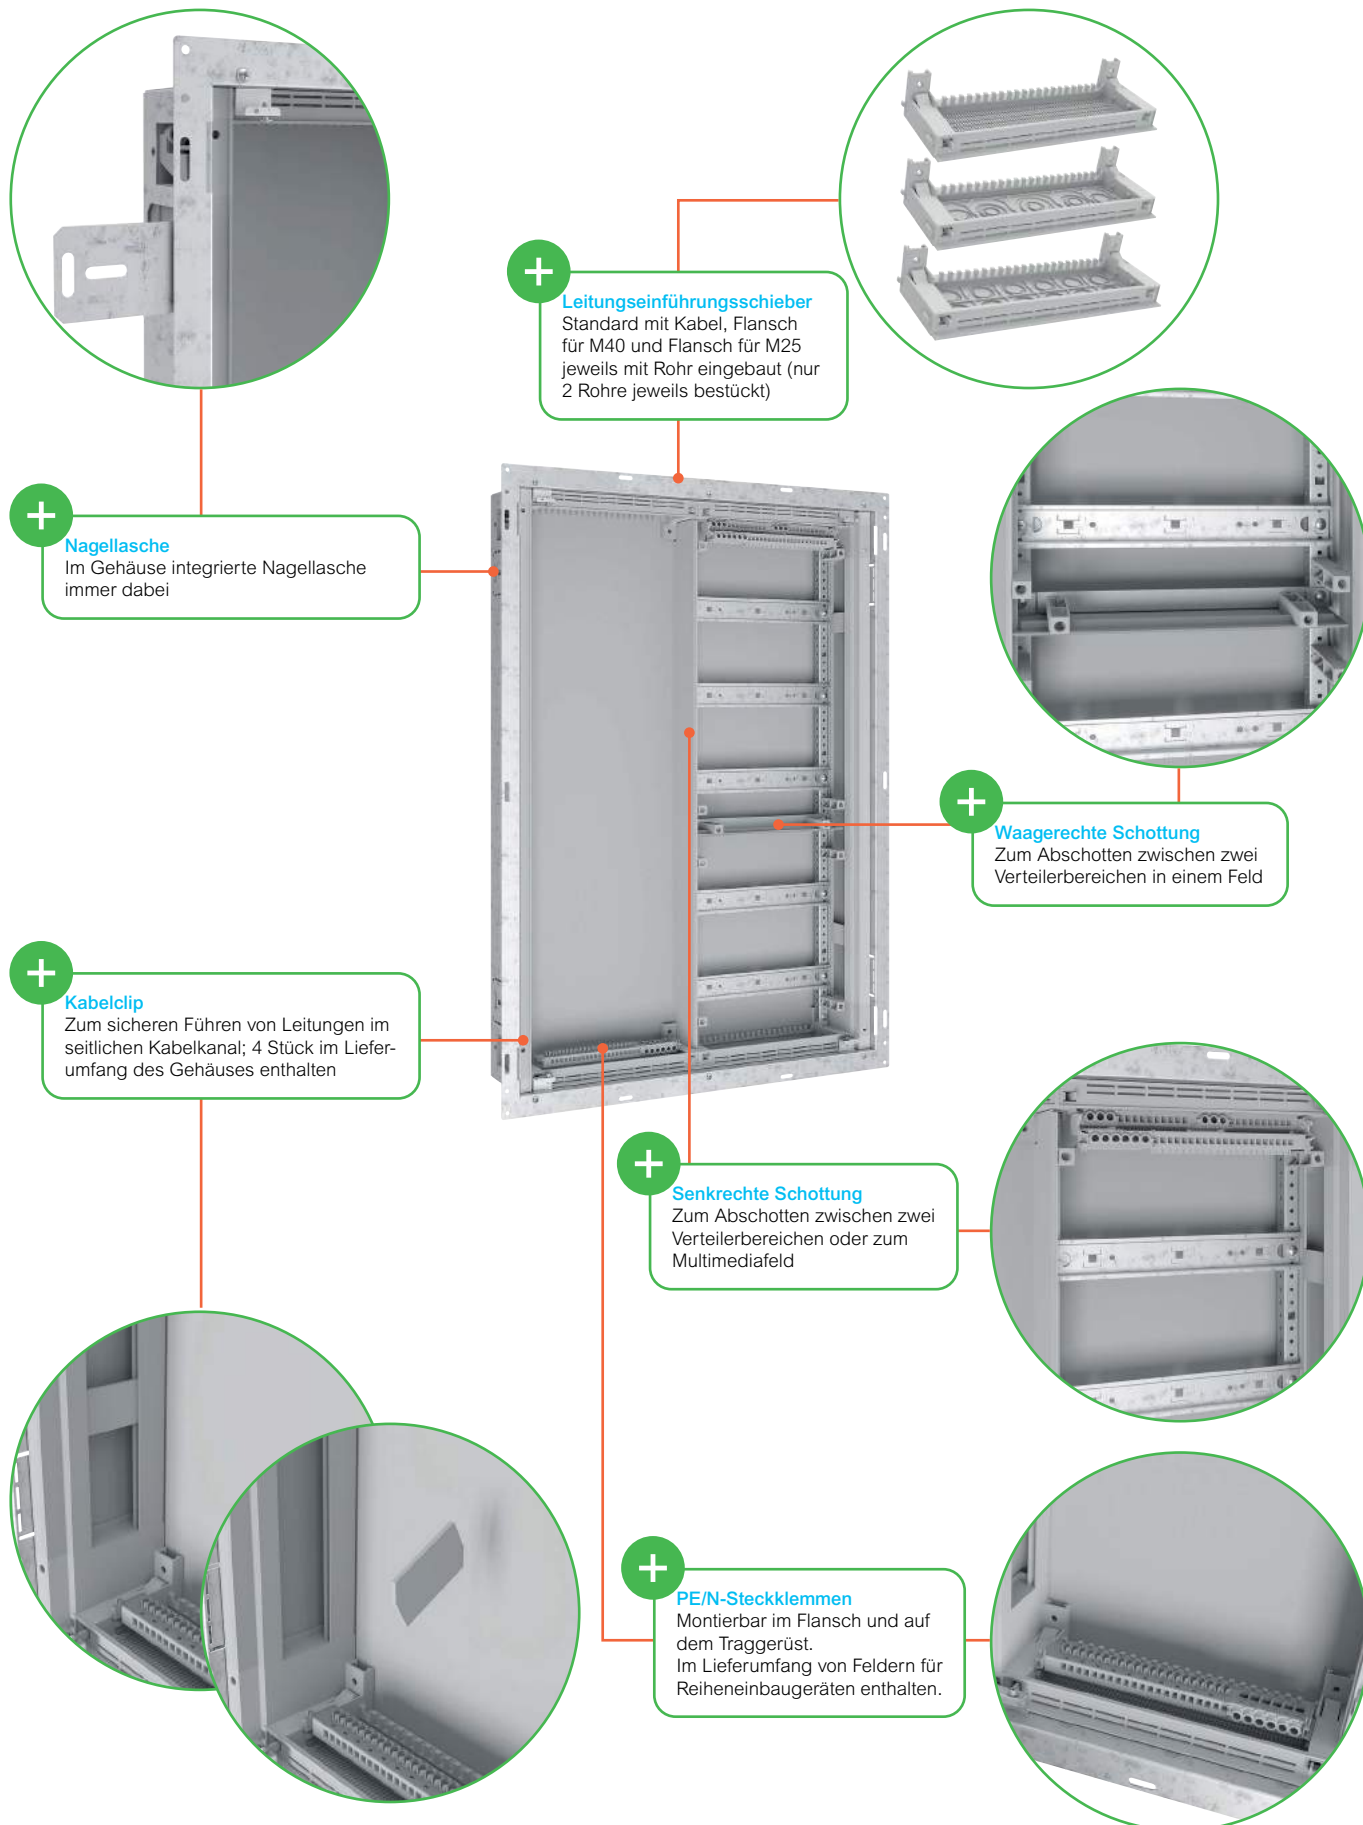 Leitungseinführungsschieber
Standard mit Kabel, Flansch
für M40 und Flansch für M25
jeweils mit Rohr eingebaut (nur
2 Rohre jeweils bestückt)
Nagellasche
Im Gehäuse integrierte Nagellasche
immer dabei
Waagerechte Schottung
Zum Abschotten zwischen zwei
Verteilerbereichen in einem Feld
Kabelclip
Zum sicheren Führen von Leitungen im
seitlichen Kabelkanal; 4 Stück im Liefer-
umfang des Gehäuses enthalten
Senkrechte Schottung
Zum Abschotten zwischen zwei
Verteilerbereichen oder zum
Multimediafeld
PE/N-Steckklemmen
Montierbar im Flansch und auf
dem Traggerüst.
Im Lieferumfang von Feldern für
Reiheneinbaugeräten enthalten.